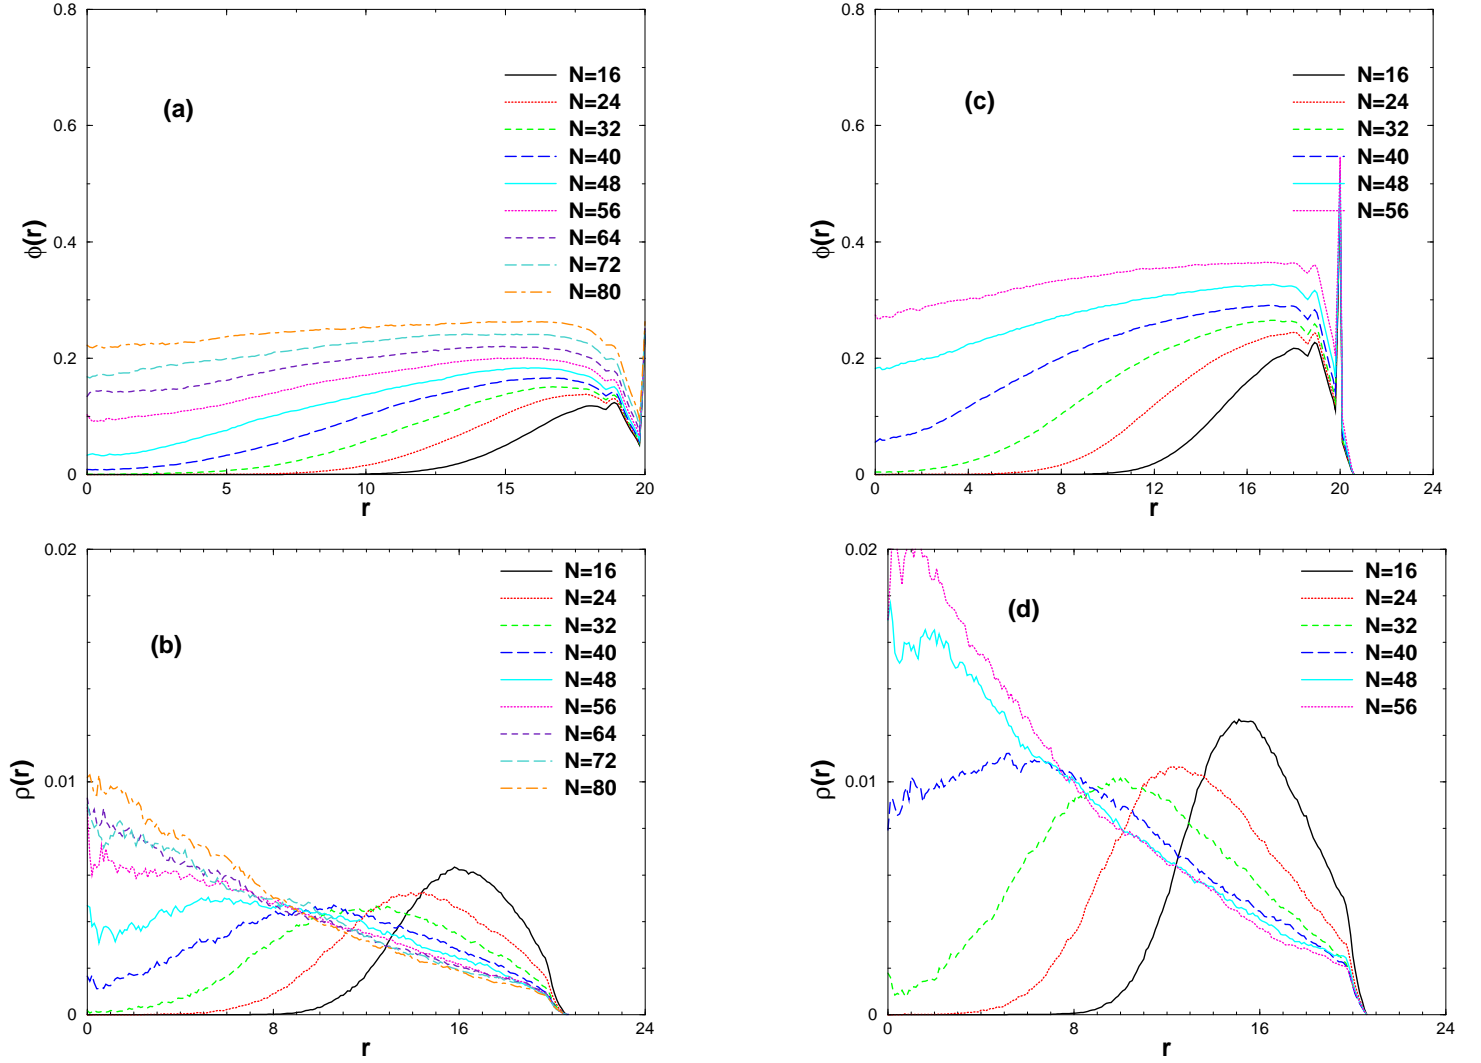 0.8
0.6
0.4
0.2
0
ϕ(r)
(a)
N=16
N=24
N=32
N=40
N=48
N=56
N=64
N=72
N=80
0 5 10 15 20
r
0.8
0.6
0.4
0.2
0
ϕ(r)
(c)
N=16
N=24
N=32
N=40
N=48
N=56
0 4 8 12 16 20 24
r
0.02
0.01
0
ρ(r)
(b)
N=16
N=24
N=32
N=40
N=48
N=56
N=64
N=72
N=80
0 8 16 24
r
0.02
0.01
0
ρ(r)
(d)
N=16
N=24
N=32
N=40
N=48
N=56
0 8 16 24
r